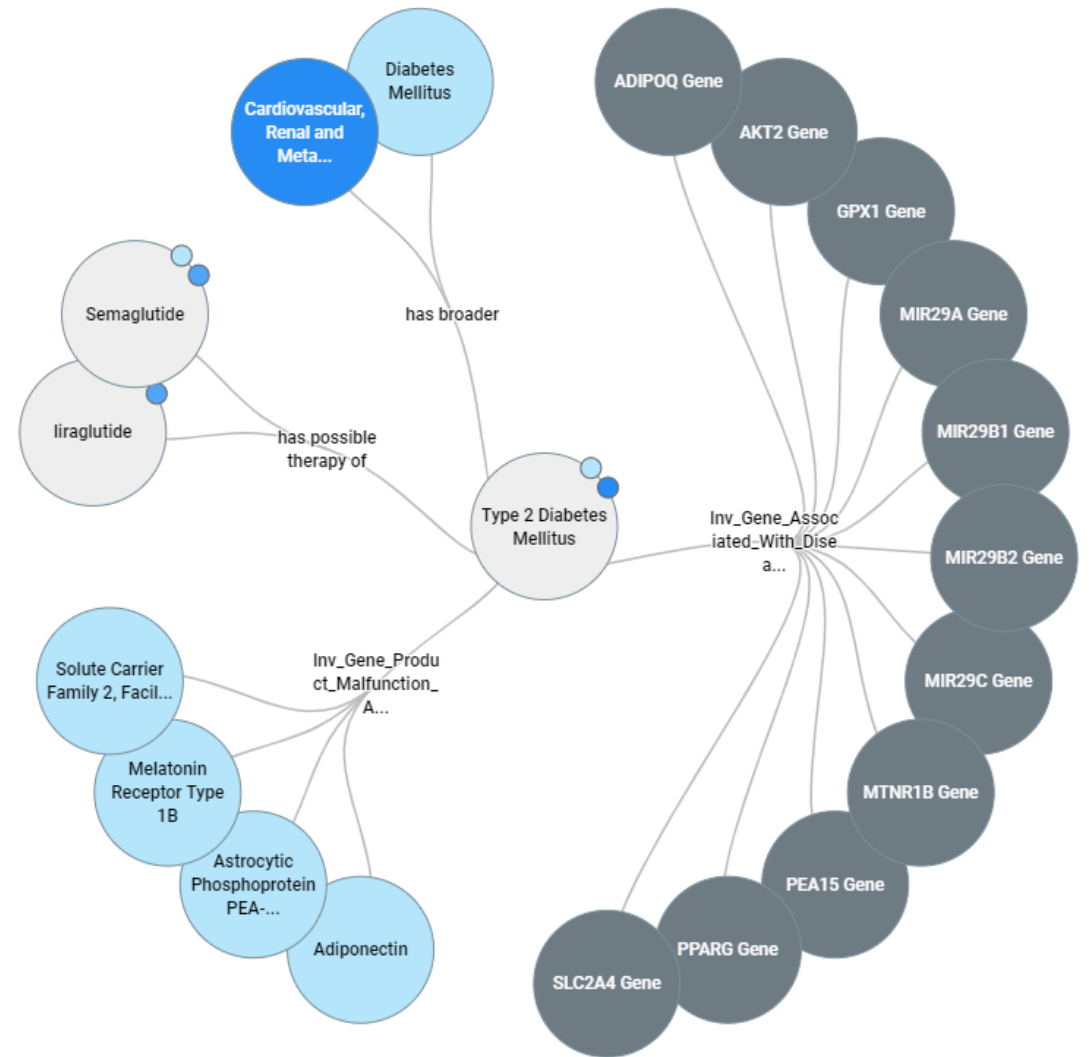 Diabetes
Mellitus
Cardiovascular,
Renal and
Meta...
ADIPOQ Gene
AKT2 Gene
GPX1 Gene
MIR29A Gene
MIR29B1 Gene
MIR29B2 Gene
MIR29C Gene
MTNR1B Gene
PEA15 Gene
PPARG Gene
SLC2A4 Gene
Semaglutide
liraglutide
has broader
has possible
therapy of
Type 2 Diabetes
Mellitus
Inv_Gene_Assoc
iated_With_Dise
a...
Inv_Gene_Produ
ct_Malfunction_
A...
Solute Carrier
Family 2, Facil...
Melatonin
Receptor Type
1B
Astrocytic
Phosphoprotein
PEA-...
Adiponectin